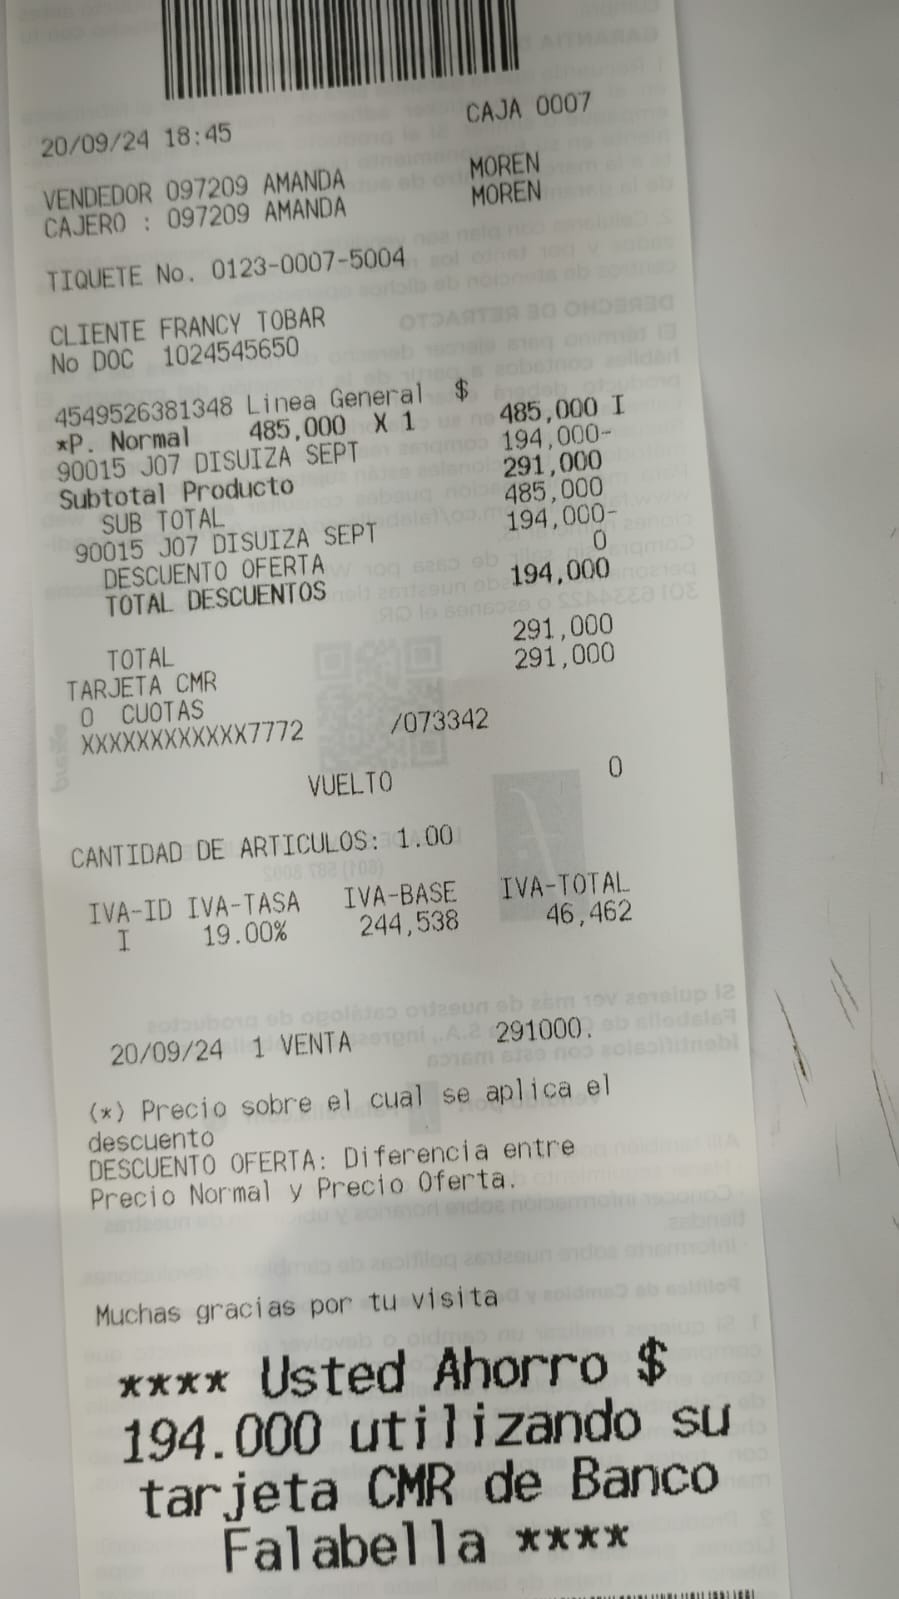 20/09/24 18:45 CAJA 0007
VENDEDOR 097209 AMANDA MOREN
CAJERO : 097209 AMANDA MOREN
TIQUETE No. 0123-0007-5004
CLIENTE FRANCY TOBAR
No DOC 1024545650
4549526381348 Linea General $
*P. Normal 485,000 X 1 485,000 I
90015 J07 DISUIZA SEPT 194,000-
Subtotal Producto 291,000
SUB TOTAL 485,000
90015 J07 DISUIZA SEPT 194,000-
DESCUENTO OFERTA 0
TOTAL DESCUENTOS 194,000
TOTAL 291,000
TARJETA CMR 291,000
0 CUOTAS
XXXXXXXXXXXX7772 /073342
VUELTO 0
CANTIDAD DE ARTICULOS: 1.00
IVA-ID IVA-TASA IVA-BASE IVA-TOTAL
I 19.00% 244,538 46,462
20/09/24 1 VENTA 291000.
(*) Precio sobre el cual se aplica el
descuento
DESCUENTO OFERTA: Diferencia entre
Precio Normal y Precio Oferta.
Muchas gracias por tu visita
**** Usted Ahorro $
194.000 utilizando su
tarjeta CMR de Banco
Falabella ****